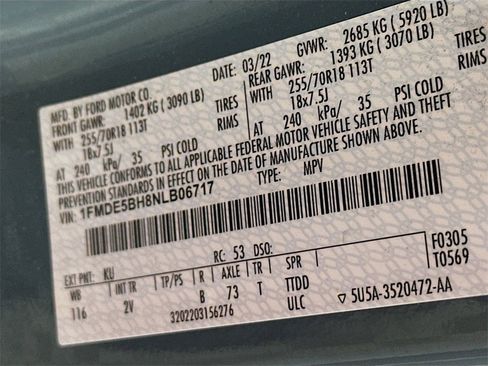 MFD. BY FORD MOTOR CO.
DATE: 03/22 GVWR: 2685 KG (5920 LB)
FRONT GAWR: 1402 KG (3090 LB) REAR GAWR: 1393 KG (3070 LB)
WITH 255/70R18 113T TIRES WITH 255/70R18 113T TIRES
18x7.5J RIMS 18x7.5J RIMS
AT 240 kPa/ 35 PSI COLD AT 240 kPa/ 35 PSI COLD
THIS VEHICLE CONFORMS TO ALL APPLICABLE FEDERAL MOTOR VEHICLE SAFETY AND THEFT
PREVENTION STANDARDS IN EFFECT ON THE DATE OF MANUFACTURE SHOWN ABOVE.
VIN: 1FMDE5BH8NLB06717 TYPE: MPV
F0305
T0569
EXT PNT: KU RC: 53 DSO:
WB INT TR TP/PS R AXLE TR SPR
116 2V B 73 T TTDD
3202203156276 ULC
5U5A-3520472-AA